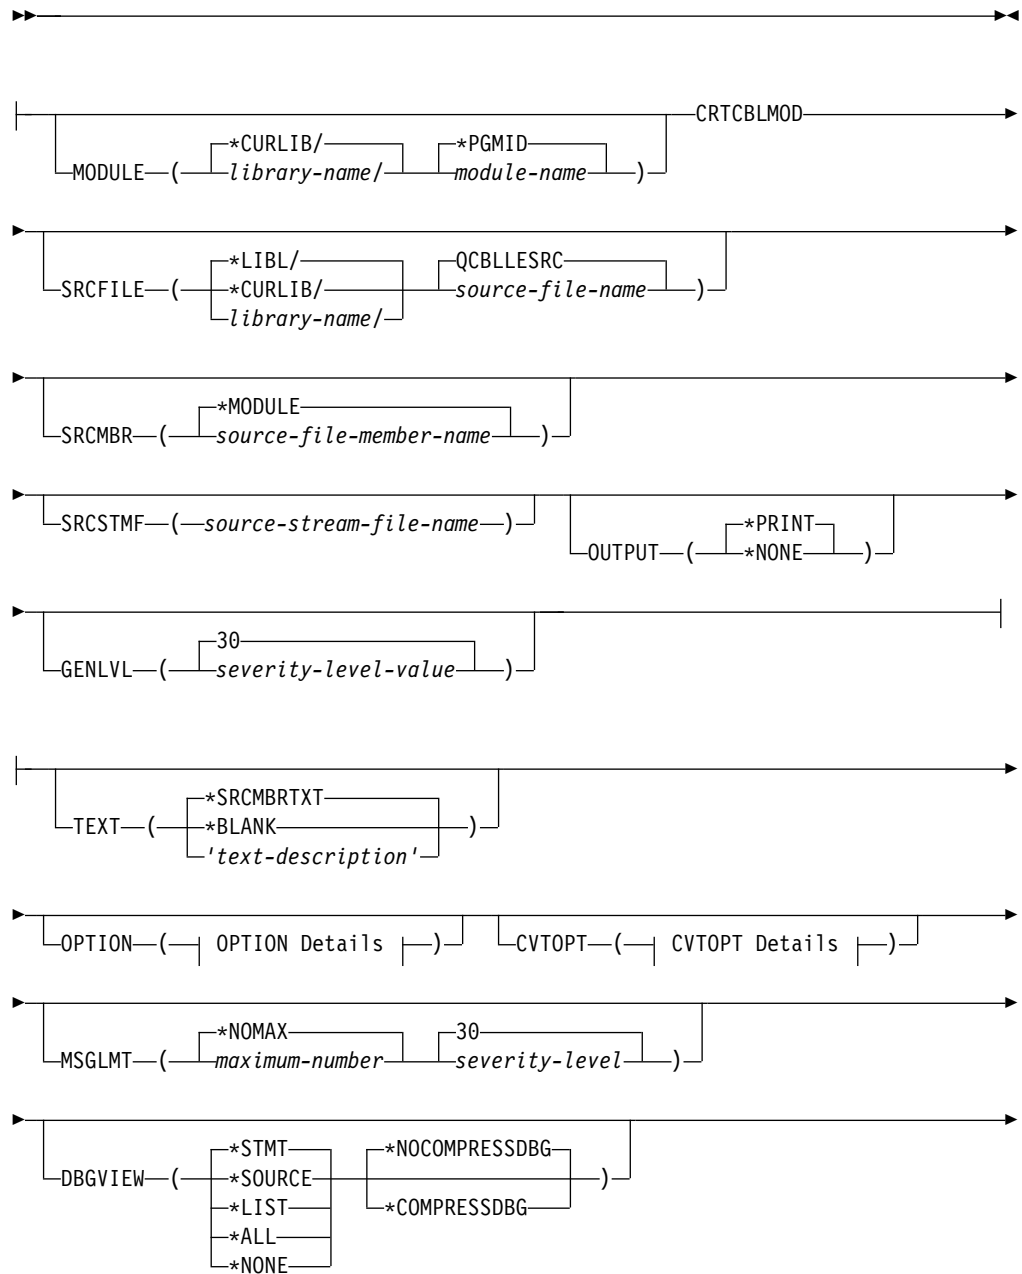 CRTCBLMOD
*CURLIB/ *PGMID
MODULE ( library-name/ module-name )
*LIBL/ QCBLLESRC
SRCFILE ( *CURLIB/ source-file-name )
library-name/
*MODULE
SRCMBR ( source-file-member-name )
SRCSTMF ( source-stream-file-name ) *PRINT
OUTPUT ( *NONE )
30
GENLVL ( severity-level-value )
*SRCMBRTXT
TEXT ( *BLANK )
'text-description'
OPTION ( OPTION Details ) CVTOPT ( CVTOPT Details )
*NOMAX 30
MSGLMT ( maximum-number severity-level )
*STMT *NOCOMPRESSDBG
DBGVIEW ( *SOURCE )
*LIST *COMPRESSDBG
*ALL
*NONE